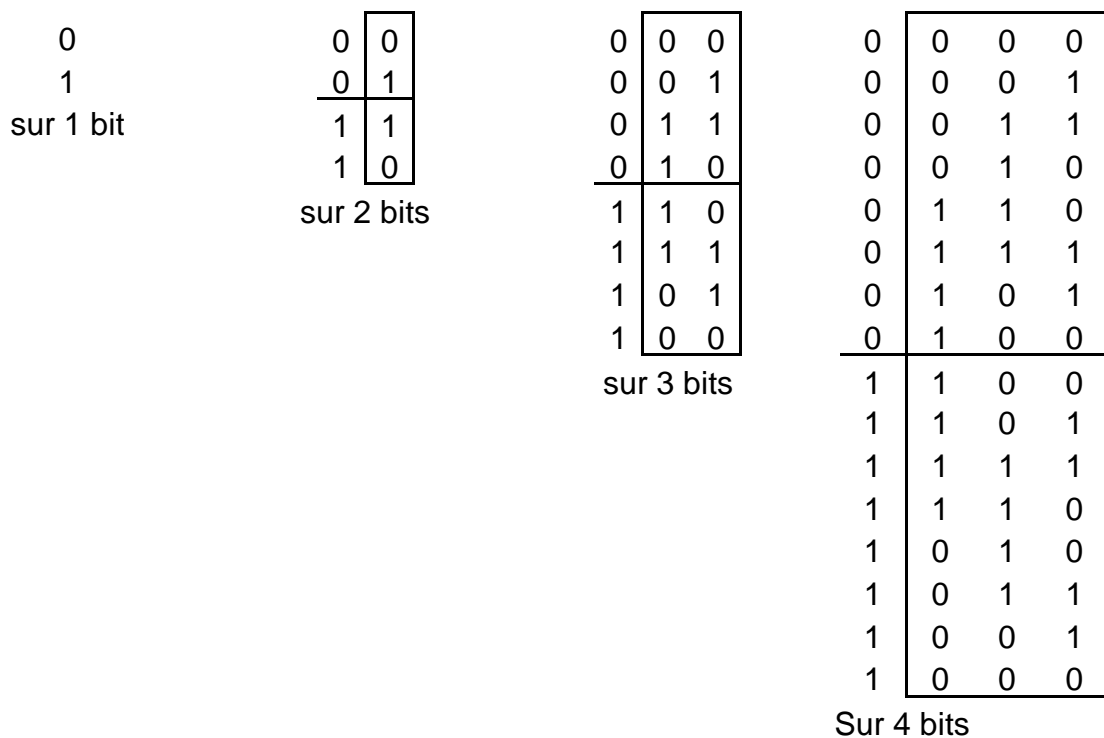 0
1
sur 1 bit
0 0
0 1
1 1
1 0
sur 2 bits
0 0 0
0 0 1
0 1 1
0 1 0
1 1 0
1 1 1
1 0 1
1 0 0
sur 3 bits
0 0 0 0
0 0 0 1
0 0 1 1
0 0 1 0
0 1 1 0
0 1 1 1
0 1 0 1
0 1 0 0
1 1 0 0
1 1 0 1
1 1 1 1
1 1 1 0
1 0 1 0
1 0 1 1
1 0 0 1
1 0 0 0
Sur 4 bits